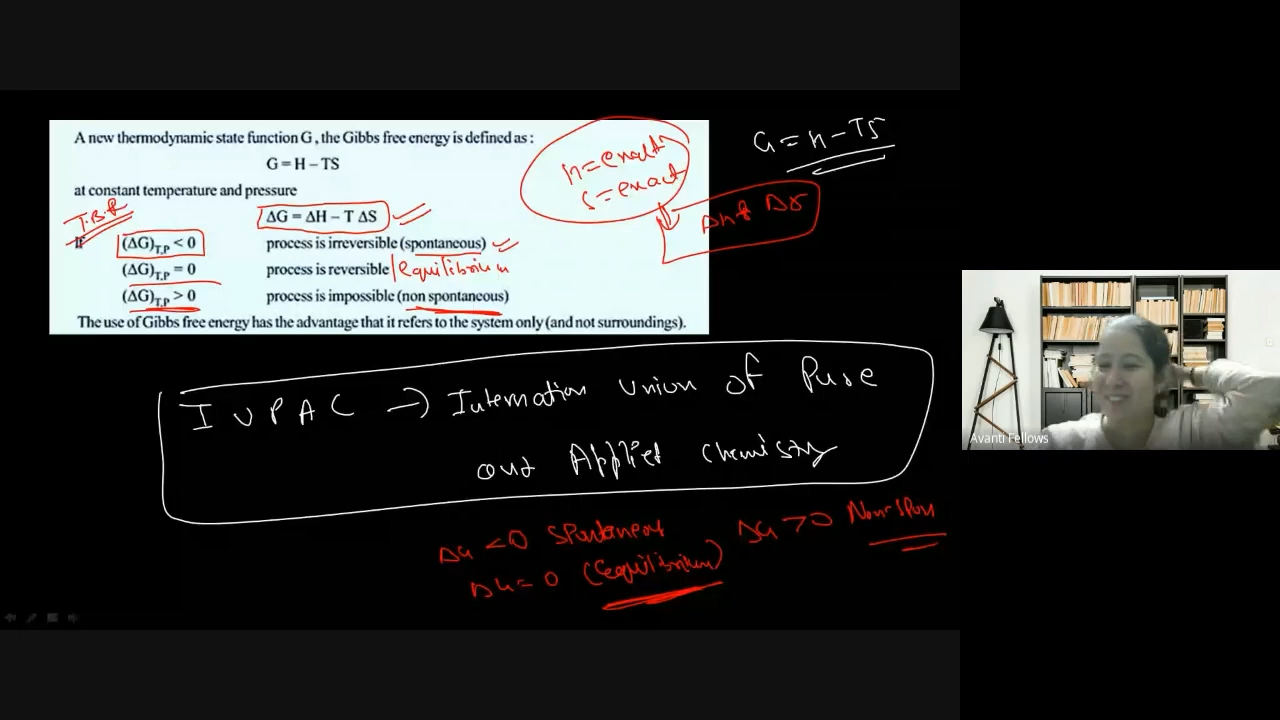 A new thermodynamic state function G, the Gibbs free energy is defined as :
G = H – TS
at constant temperature and pressure
ΔG = ΔH – T ΔS
If
(ΔG)T,P < 0 process is irreversible (spontaneous)
(ΔG)T,P = 0 process is reversible / equilibrium
(ΔG)T,P > 0 process is impossible (non spontaneous)
The use of Gibbs free energy has the advantage that it refers to the system only (and not surroundings).
H = exact
S = exact
G = H – TS
IUPAC → Internation Union of Pure
and Applied Chemistry
ΔG < 0 Spontaneous ΔG > 0 Non-spon
ΔG = 0 (equilibrium)
Avanti Fellows